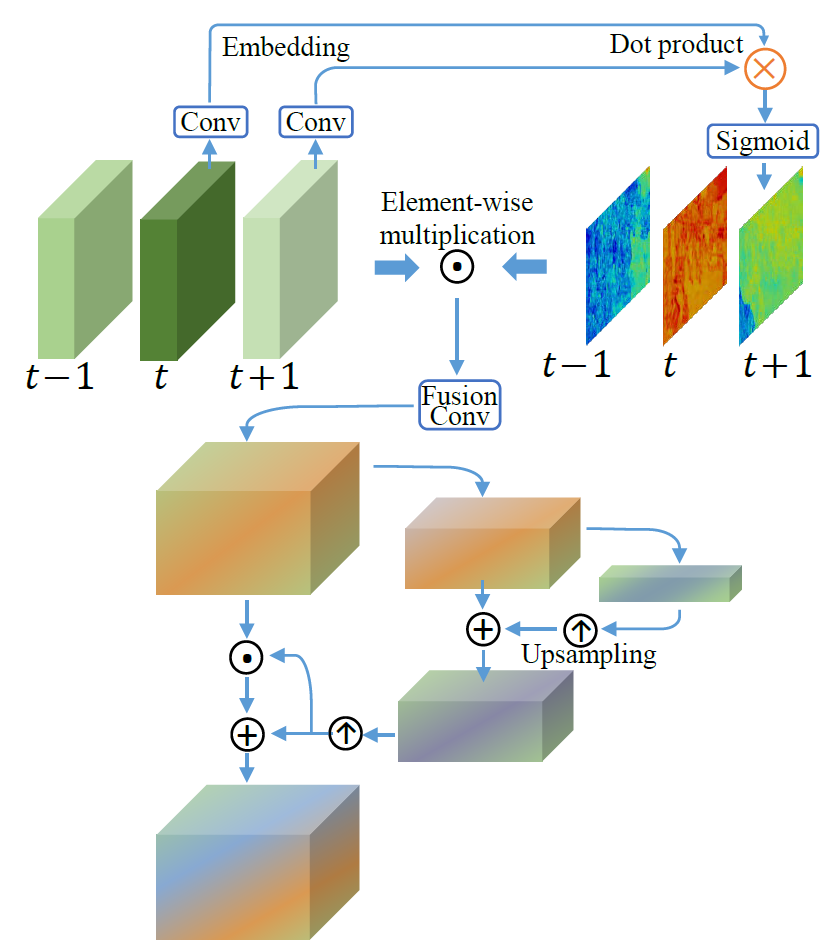 Embedding
Dot product
Conv
Conv
Sigmoid
Element-wise
multiplication
t−1
t
t+1
t−1
t
t+1
Fusion
Conv
Upsampling